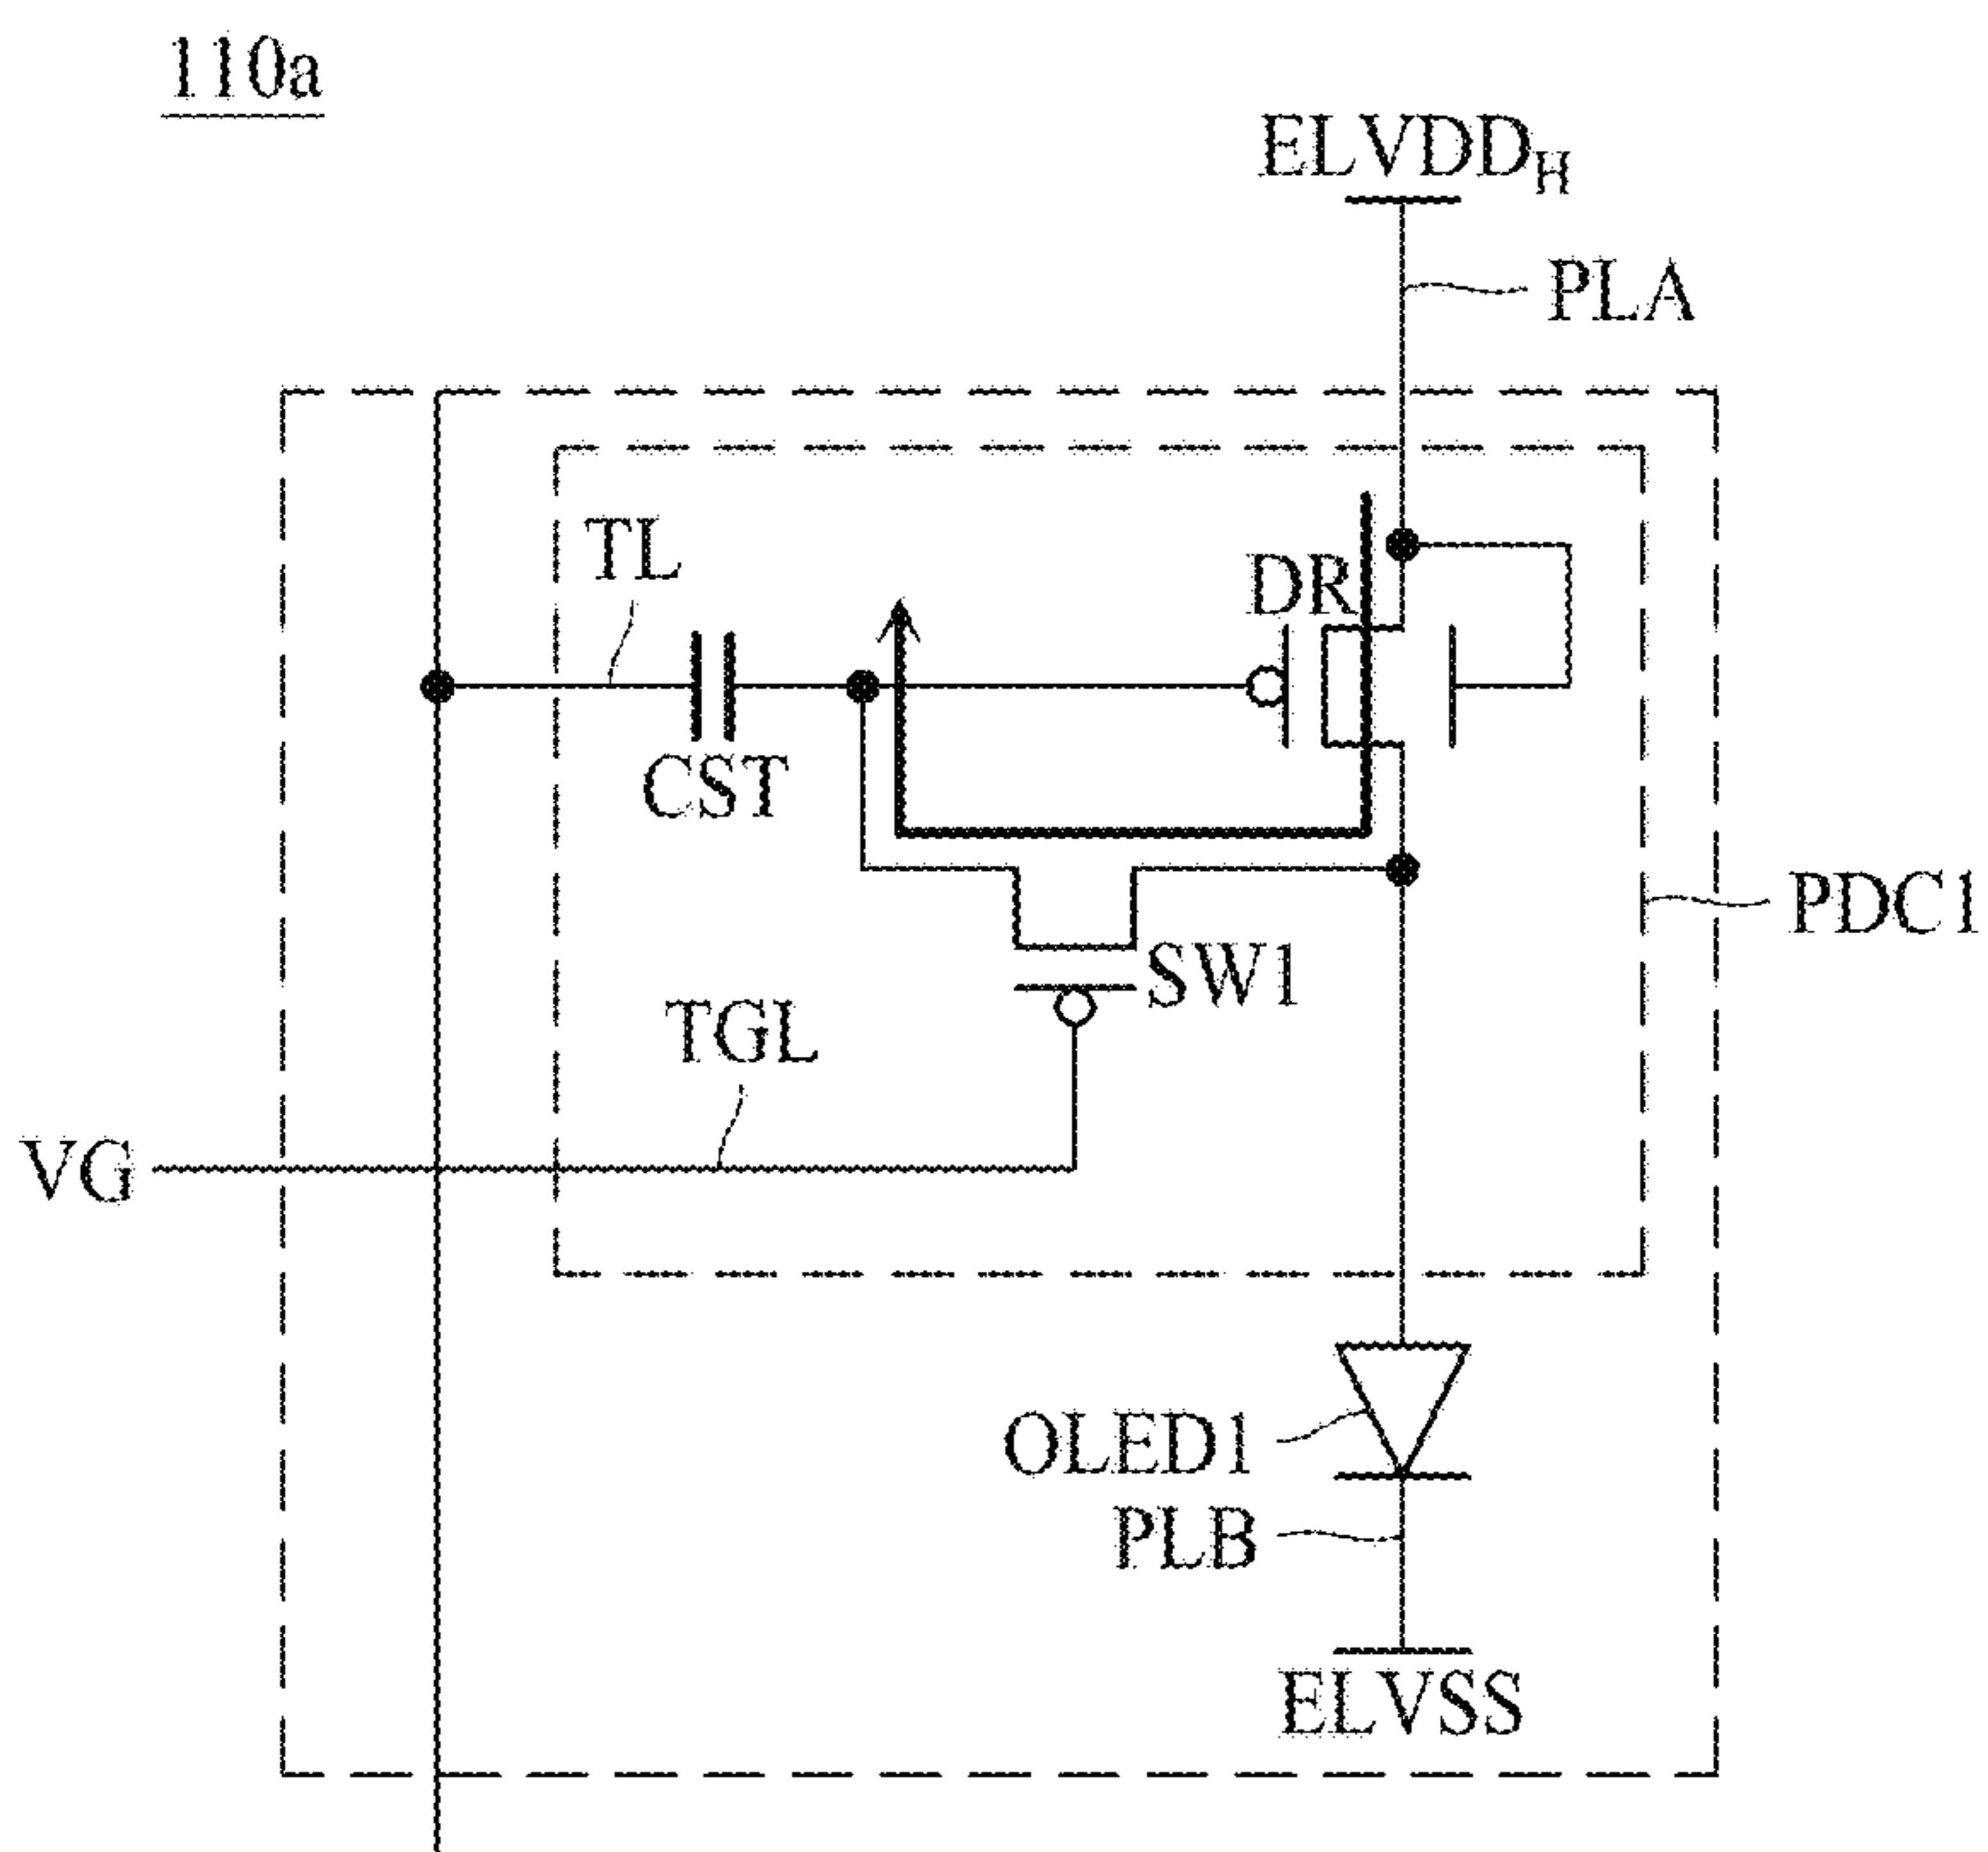 110a
ELVDDH
PLA
TL
DR
CST
PDC1
SW1
TGL
VG
OLED1
PLB
ELVSS